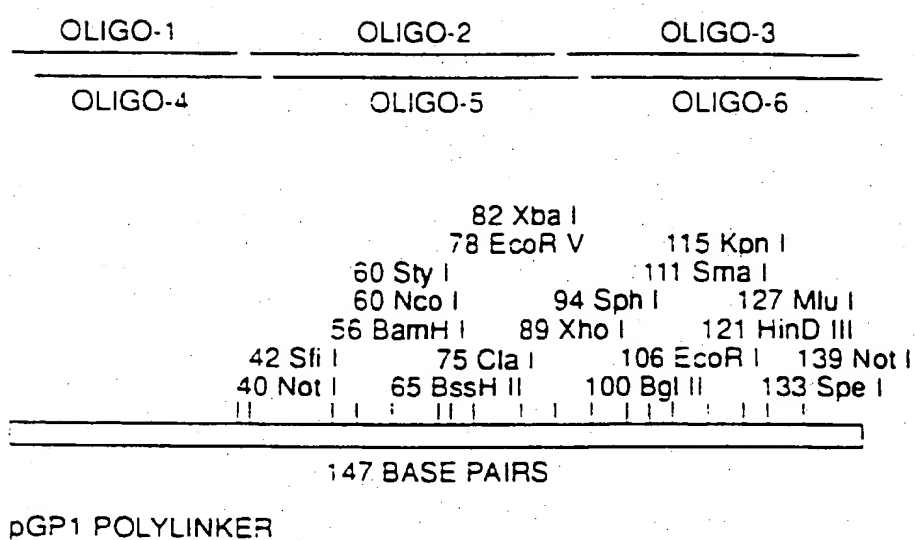 OLIGO-1 OLIGO-2 OLIGO-3
OLIGO-4 OLIGO-5 OLIGO-6
82 Xba I
78 EcoR V 115 Kpn I
60 Sty I 111 Sma I
60 Nco I 94 Sph I 127 Mlu I
56 BamH I 89 Xho I 121 HinD III
42 Sfi I 75 Cla I 106 EcoR I 139 Not I
40 Not I 65 BssH II 100 Bgl II 133 Spe I
147 BASE PAIRS
pGP1 POLYLINKER